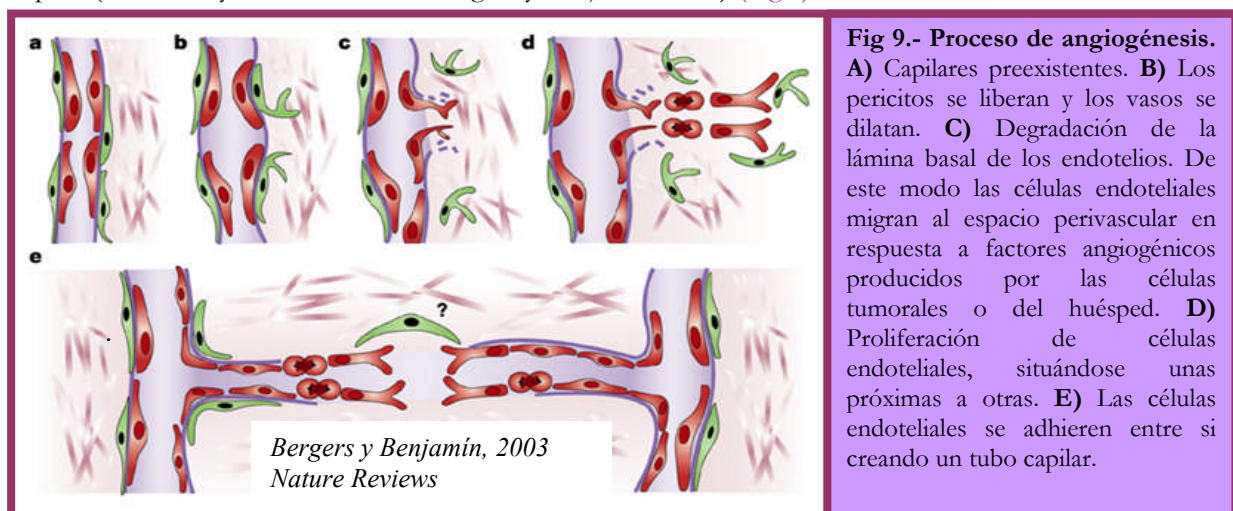 a
b
c
d
e
?
Bergers y Benjamín, 2003
Nature Reviews
Fig 9.- Proceso de angiogénesis.
A) Capilares preexistentes. B) Los
pericitos se liberan y los vasos se
dilatan. C) Degradación de la
lámina basal de los endotelios. De
este modo las células endoteliales
migran al espacio perivascular en
respuesta a factores angiogénicos
producidos por las células
tumorales o del huésped. D)
Proliferación de células
endoteliales, situándose unas
próximas a otras. E) Las células
endoteliales se adhieren entre si
creando un tubo capilar.